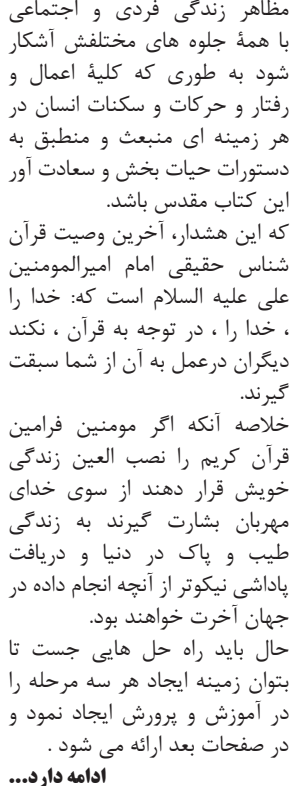 مظاهر زندگی فردی و اجتماعی
با همهٔ جلوه های مختلفش آشکار
شود به طوری که کلیهٔ اعمال و
رفتار و حرکات و سکنات انسان در
هر زمینه ای منبعث و منطبق به
دستورات حیات بخش و سعادت آور
این کتاب مقدس باشد.
که این هشدار، آخرین وصیت قرآن
شناس حقیقی امام امیرالمومنین
علی علیه السلام است که: خدا را
، خدا را ، در توجه به قرآن ، نکند
دیگران درعمل به آن از شما سبقت
گیرند.
خلاصه آنکه اگر مومنین فرامین
قرآن کریم را نصب العین زندگی
خویش قرار دهند از سوی خدای
مهربان بشارت گیرند به زندگی
طیب و پاک در دنیا و دریافت
پاداشی نیکوتر از آنچه انجام داده در
جهان آخرت خواهند بود.
حال باید راه حل هایی جست تا
بتوان زمینه ایجاد هر سه مرحله را
در آموزش و پرورش ایجاد نمود و
در صفحات بعد ارائه می شود .
ادامه دارد...